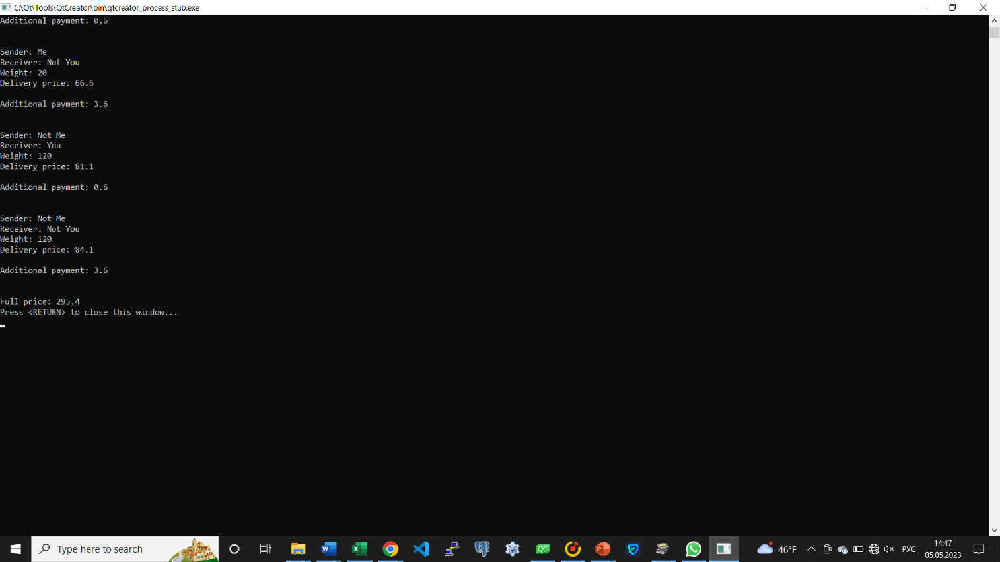 C:\Qt\Tools\QtCreator\bin\qtcreator_process_stub.exe
Additional payment: 0.6
Sender: Me
Receiver: Not You
Weight: 20
Delivery price: 66.6
Additional payment: 3.6
Sender: Not Me
Receiver: You
Weight: 120
Delivery price: 81.1
Additional payment: 0.6
Sender: Not Me
Receiver: Not You
Weight: 120
Delivery price: 84.1
Additional payment: 3.6
Full price: 295.4
Press <RETURN> to close this window...
Type here to search
W
X
QC
P
46°F
РУС
14:47
05.05.2023